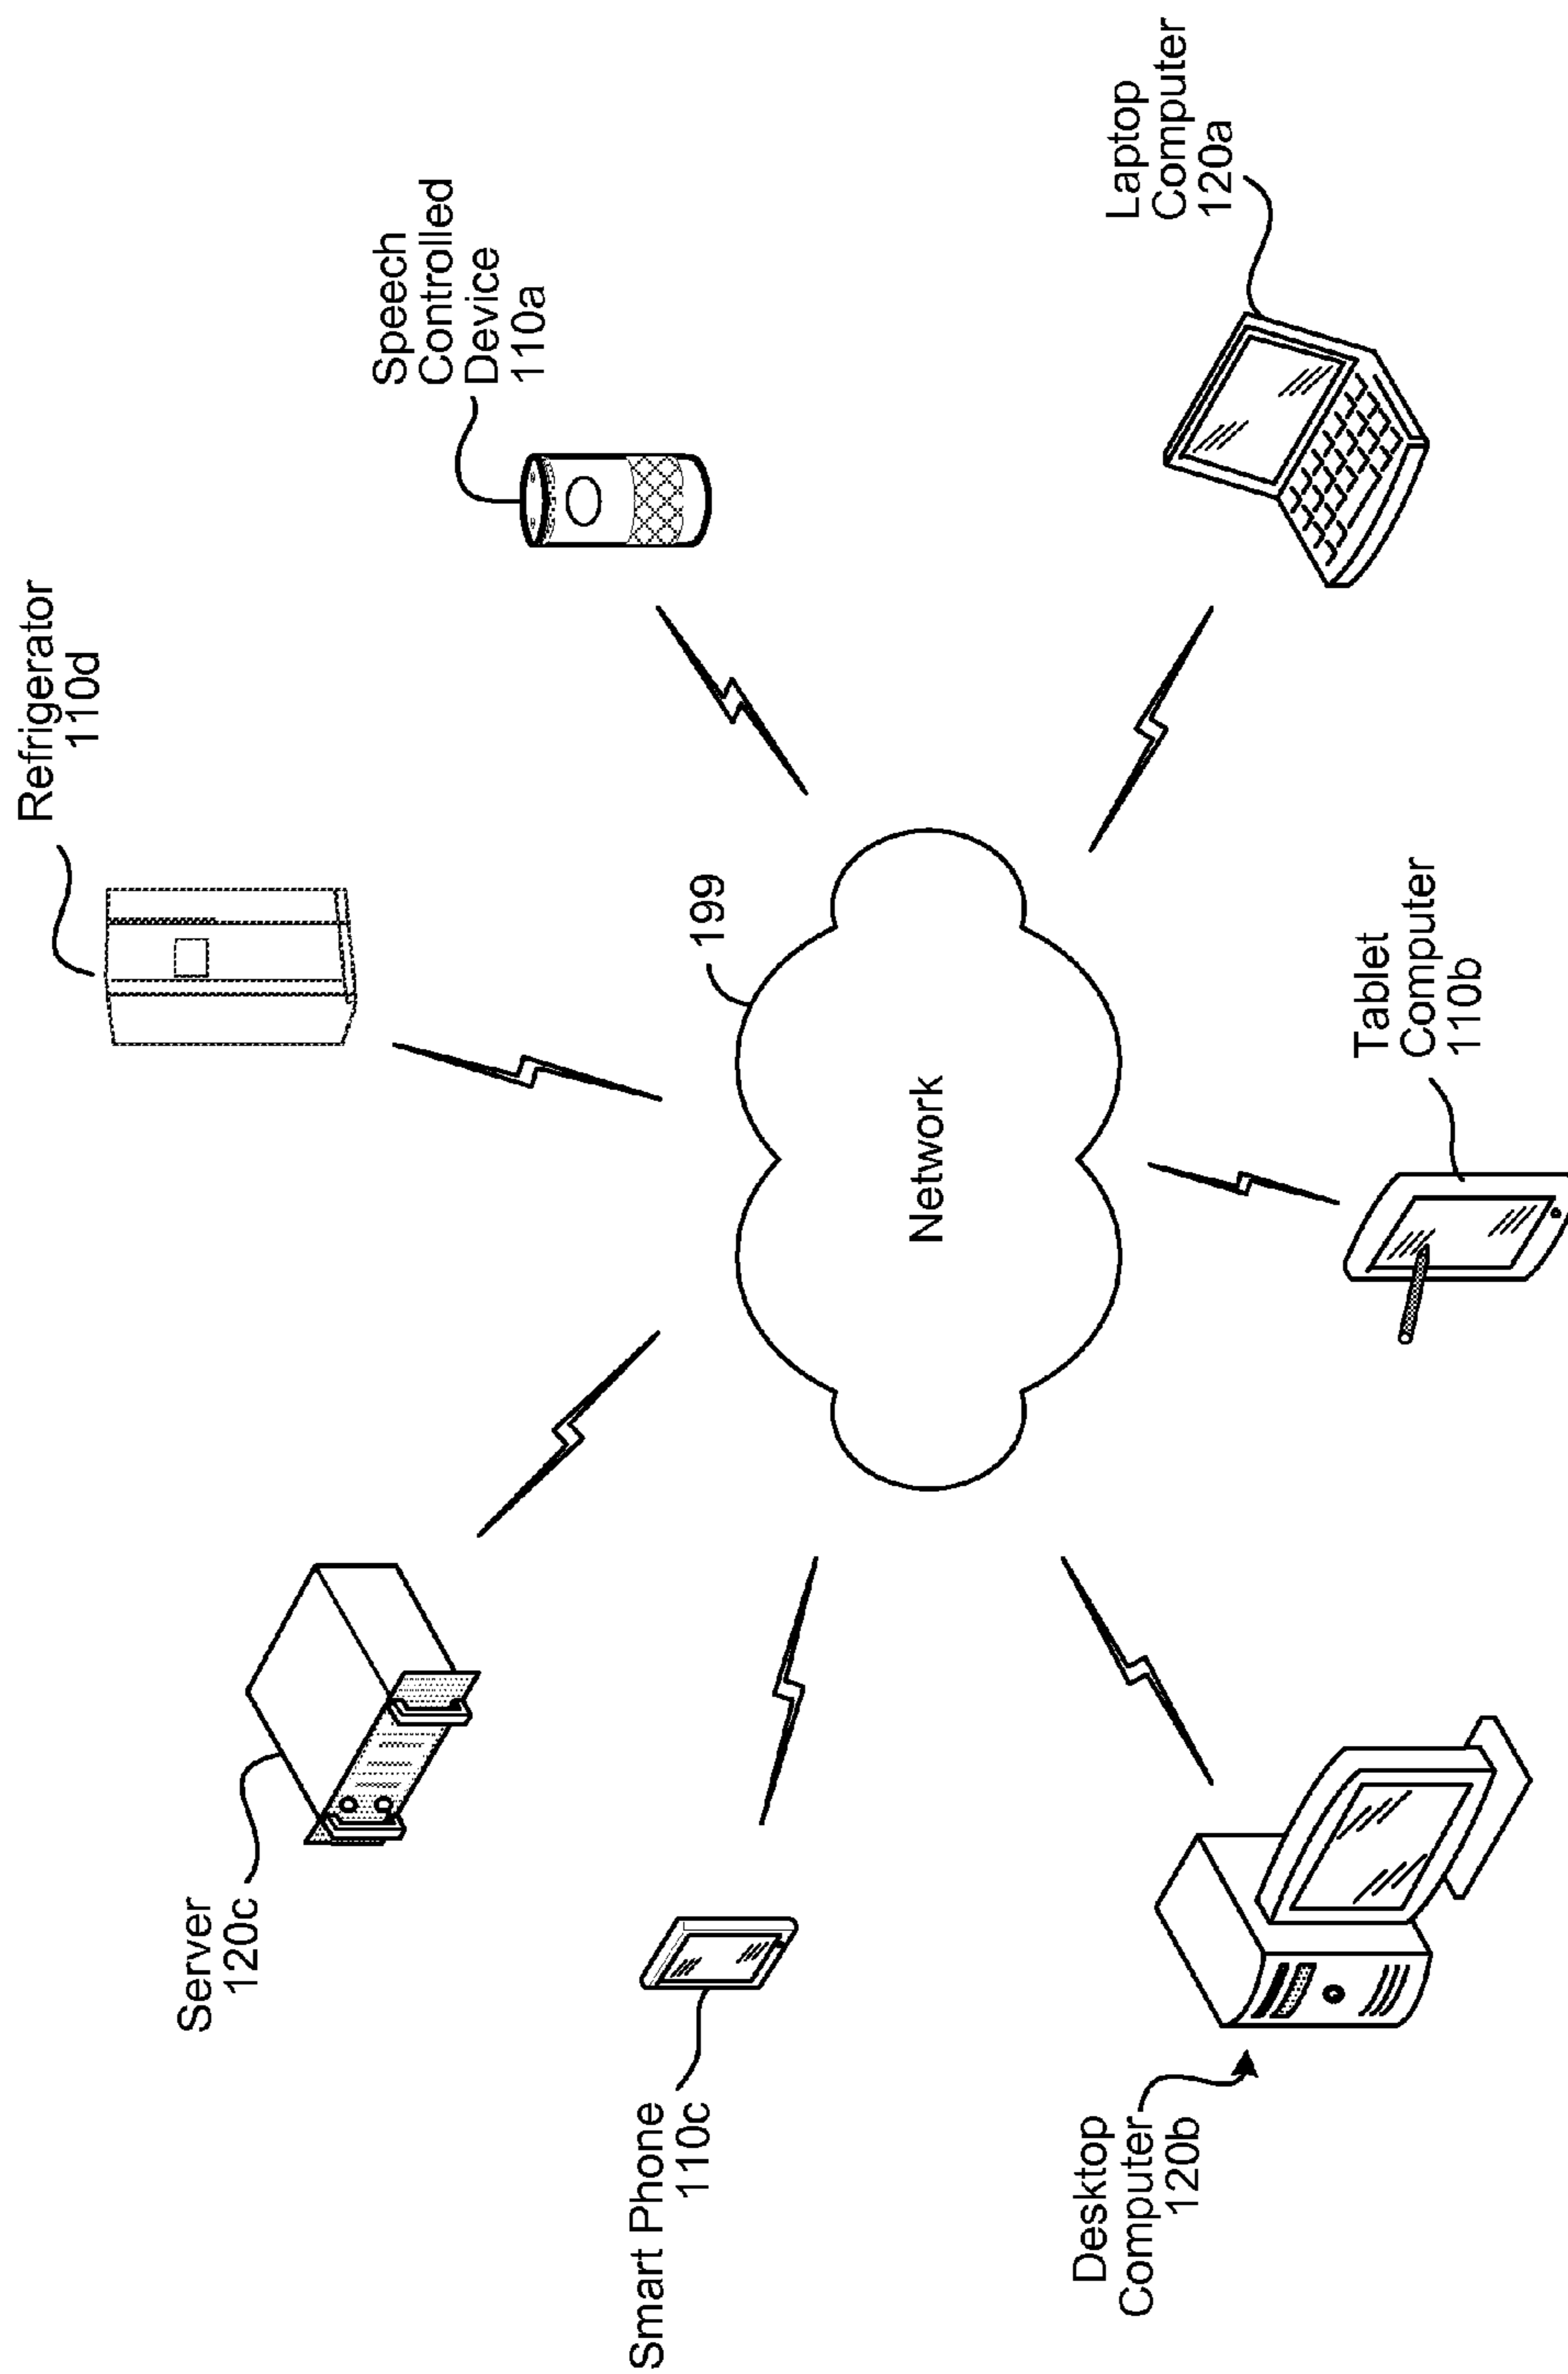 Server
120c
Refrigerator
110d
Speech
Controlled
Device
110a
Smart Phone
110c
199
Network
Desktop
Computer
120b
Tablet
Computer
110b
Laptop
Computer
120a